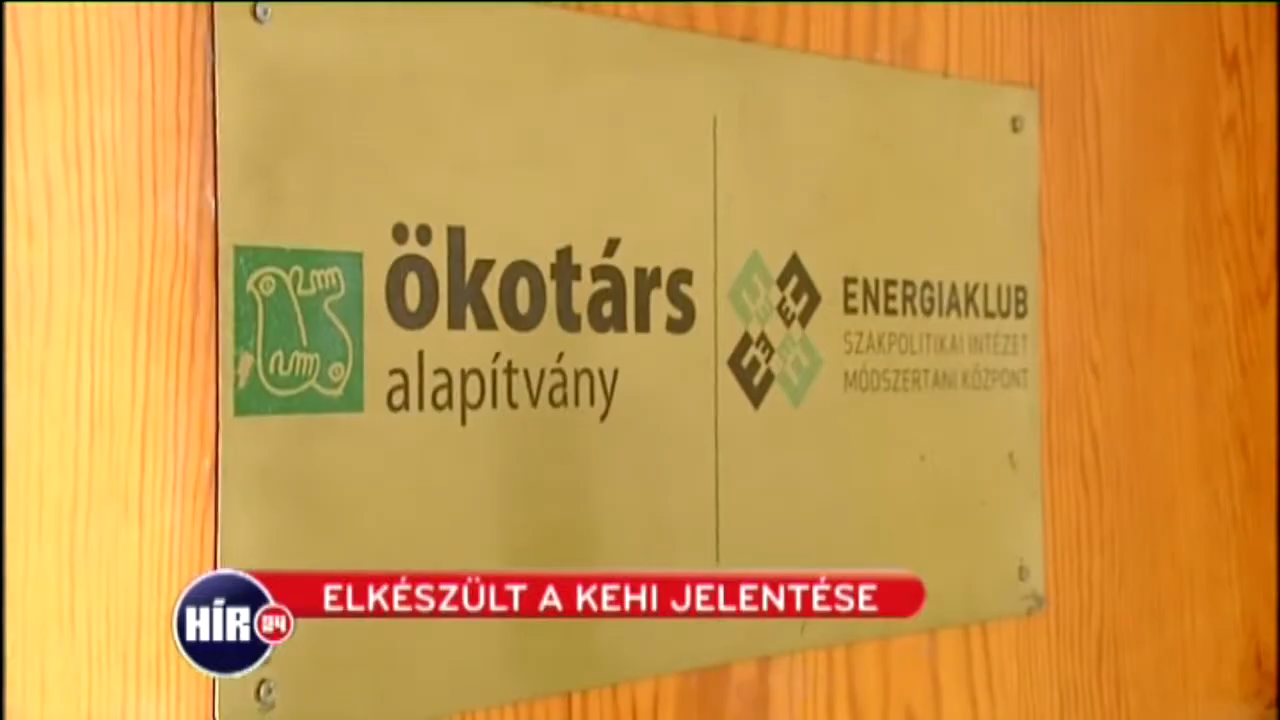 ökotárs
alapítvány
ENERGIAKLUB
SZAKPOLITIKAI INTÉZET
MÓDSZERTANI KÖZPONT
ELKÉSZÜLT A KEHI JELENTÉSE
HÍR 24